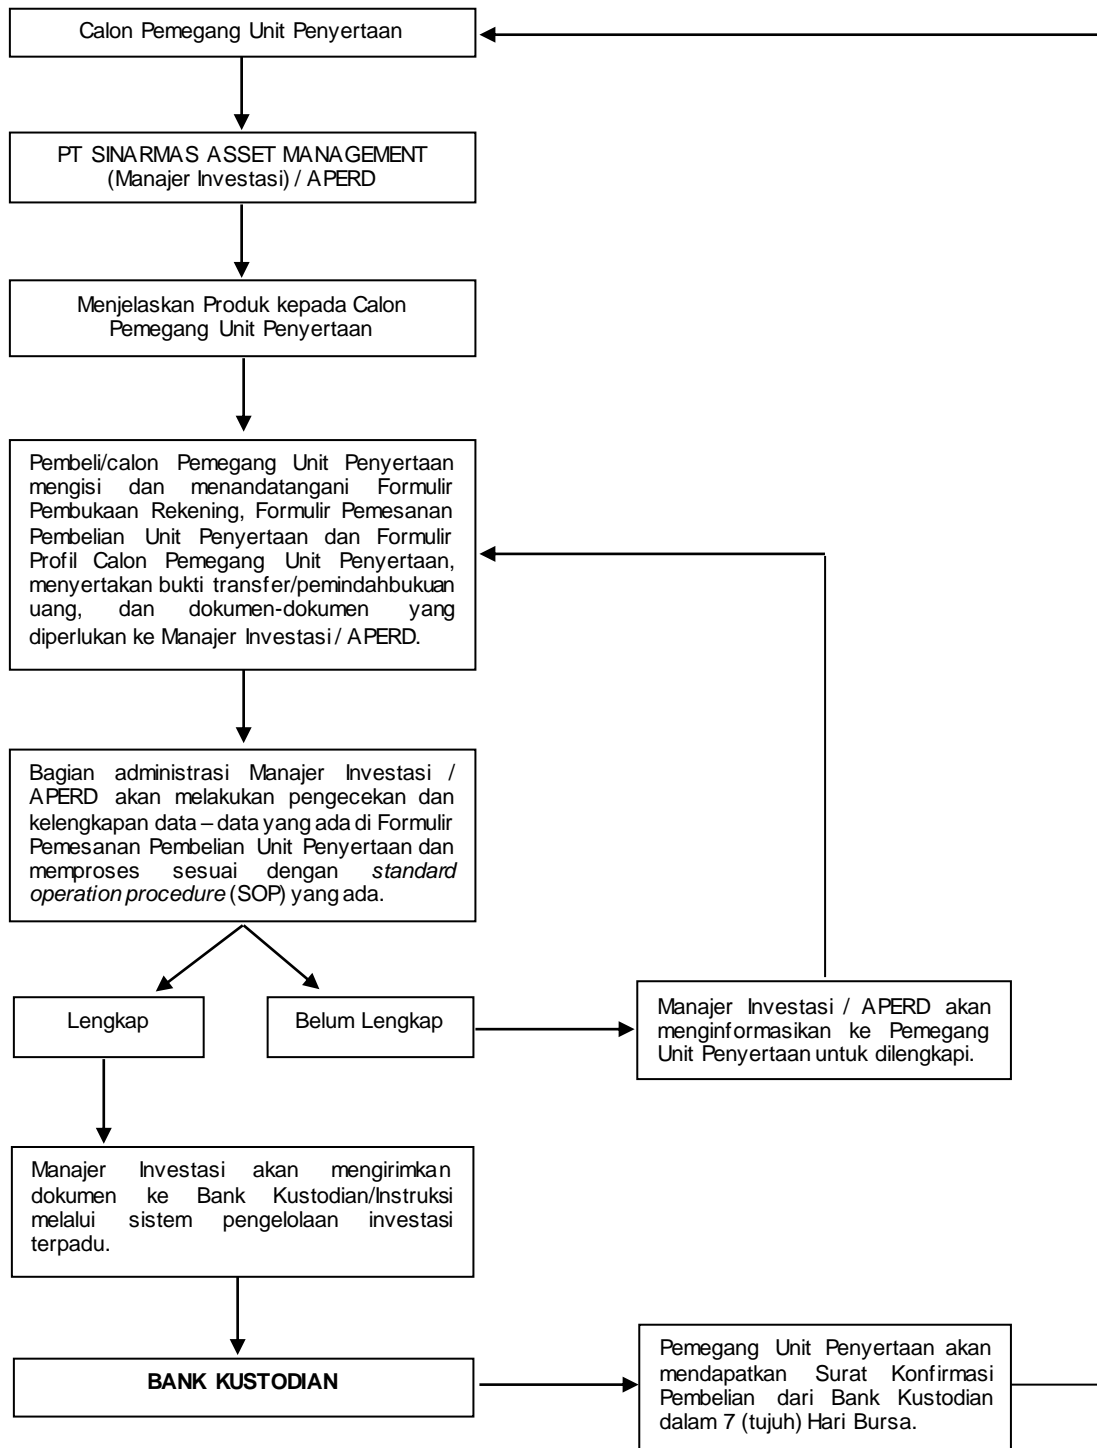 Calon Pemegang Unit Penyertaan
PT SINARMAS ASSET MANAGEMENT
(Manajer Investasi) / APERD
Menjelaskan Produk kepada Calon
Pemegang Unit Penyertaan
Pembeli/calon Pemegang Unit Penyertaan
mengisi dan menandatangani Formulir
Pembukaan Rekening, Formulir Pemesanan
Pembelian Unit Penyertaan dan Formulir
Profil Calon Pemegang Unit Penyertaan,
menyertakan bukti transfer/pemindahbukuan
uang, dan dokumen-dokumen yang
diperlukan ke Manajer Investasi / APERD.
Bagian administrasi Manajer Investasi /
APERD akan melakukan pengecekan dan
kelengkapan data – data yang ada di Formulir
Pemesanan Pembelian Unit Penyertaan dan
memproses sesuai dengan standard
operation procedure (SOP) yang ada.
Lengkap
Belum Lengkap
Manajer Investasi / APERD akan
menginformasikan ke Pemegang
Unit Penyertaan untuk dilengkapi.
Manajer Investasi akan mengirimkan
dokumen ke Bank Kustodian/Instruksi
melalui sistem pengelolaan investasi
terpadu.
BANK KUSTODIAN
Pemegang Unit Penyertaan akan
mendapatkan Surat Konfirmasi
Pembelian dari Bank Kustodian
dalam 7 (tujuh) Hari Bursa.